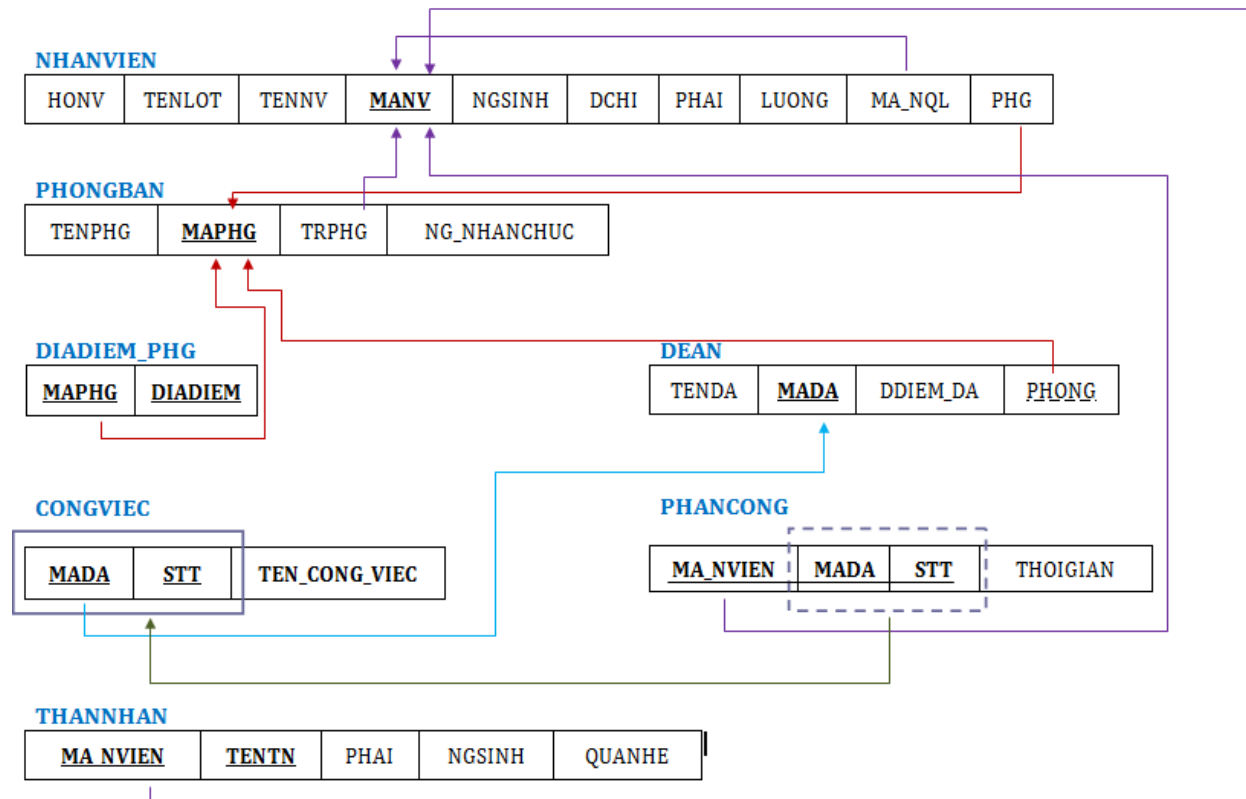 NHANVIEN
HONV TENLOT TENNV MANV NGSINH DCHI PHAI LUONG MA_NQL PHG
PHONGBAN
TENPHG MAPHG TRPHG NG_NHANCHUC
DIADIEM_PHG
MAPHG DIADIEM
DEAN
TENDA MADA DDIEM_DA PHONG
CONGVIEC
MADA STT TEN_CONG_VIEC
PHANCONG
MA_NVIEN MADA STT THOIGIAN
THANNHAN
MA_NVIEN TENTN PHAI NGSINH QUANHE